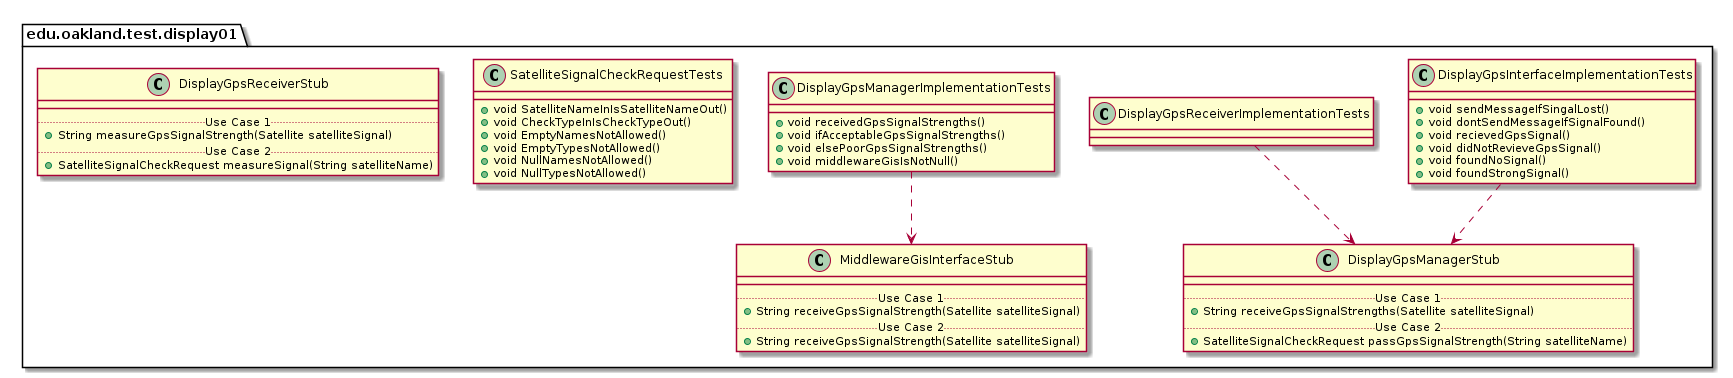 edu.oakland.test.display01
C DisplayGpsReceiverStub
Use Case 1
String measureGpsSignalStrength(Satellite satelliteSignal)
Use Case 2
SatelliteSignalCheckRequest measureSignal(String satelliteName)
C SatelliteSignalCheckRequestTests
void SatelliteNameInIsSatelliteNameOut()
void CheckTypeInIsCheckTypeOut()
void EmptyNamesNotAllowed()
void EmptyTypesNotAllowed()
void NullNamesNotAllowed()
void NullTypesNotAllowed()
C DisplayGpsManagerImplementationTests
void receivedGpsSignalStrengths()
void ifAcceptableGpsSignalStrengths()
void elsePoorGpsSignalStrengths()
void middlewareGisIsNotNull()
C DisplayGpsReceiverImplementationTests
C DisplayGpsInterfaceImplementationTests
void sendMessageIfSingalLost()
void dontSendMessageIfSignalFound()
void recievedGpsSignal()
void didNotRevieveGpsSignal()
void foundNoSignal()
void foundStrongSignal()
C MiddlewareGisInterfaceStub
Use Case 1
String receiveGpsSignalStrength(Satellite satelliteSignal)
Use Case 2
String receiveGpsSignalStrength(Satellite satelliteSignal)
C DisplayGpsManagerStub
Use Case 1
String receiveGpsSignalStrengths(Satellite satelliteSignal)
Use Case 2
SatelliteSignalCheckRequest passGpsSignalStrength(String satelliteName)